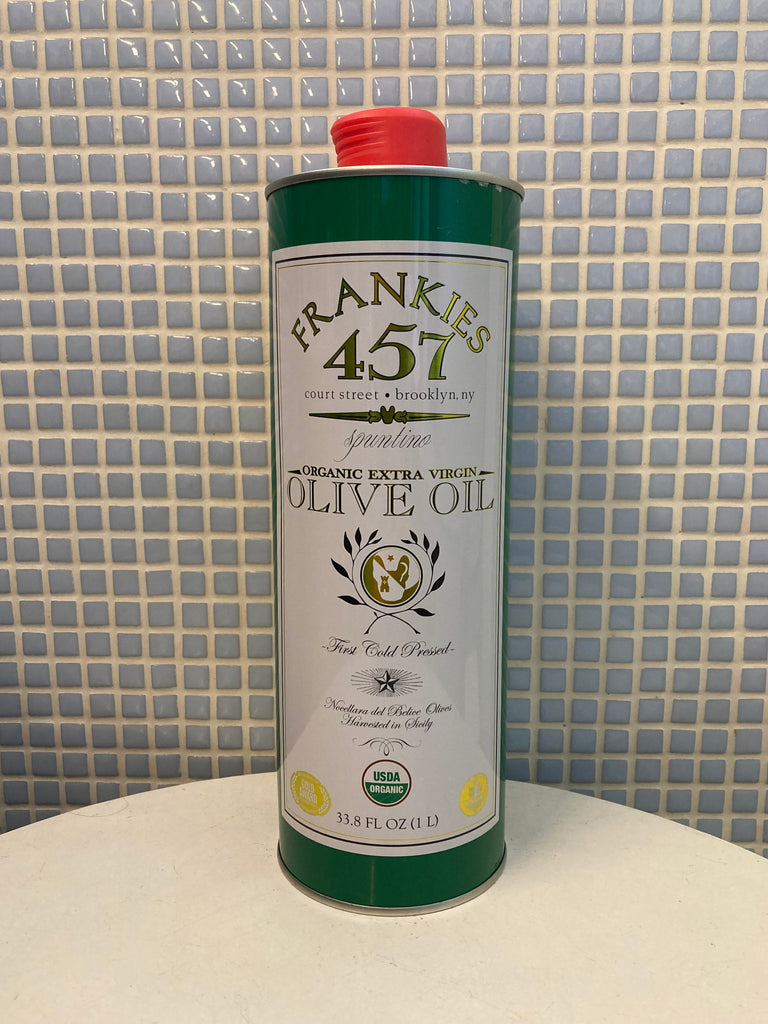 FRANKIES
457
court street • brooklyn, ny
spuntino
ORGANIC EXTRA VIRGIN
OLIVE OIL
-First Cold Pressed-
Nocellara del Belice Olives
Harvested in Sicily
USDA
ORGANIC
33.8 FL OZ (1 L)